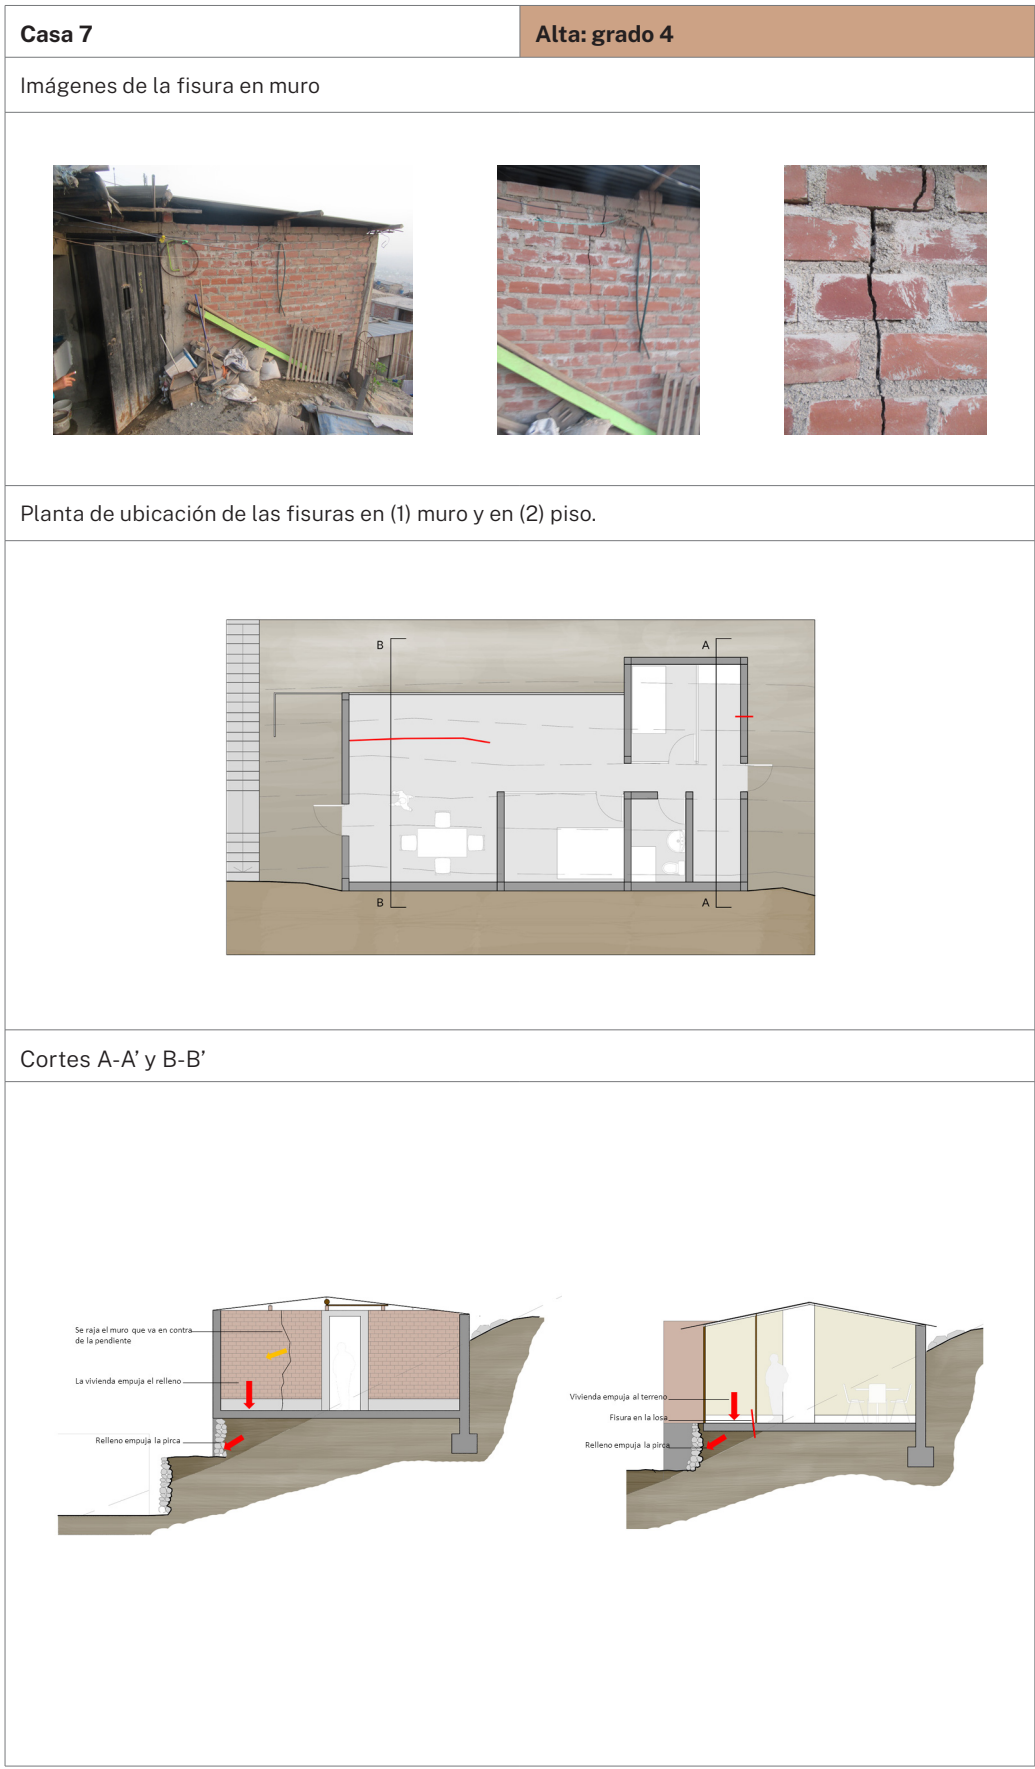 Casa 7
Alta: grado 4
Imágenes de la fisura en muro
Planta de ubicación de las fisuras en (1) muro y en (2) piso.
B
A
B
A
Cortes A-A’ y B-B’
Se raja el muro que va en contra
de la pendiente
La vivienda empuja el relleno
Relleno empuja la pirca
Vivienda empuja al terreno
Fisura en la losa
Relleno empuja la pirca